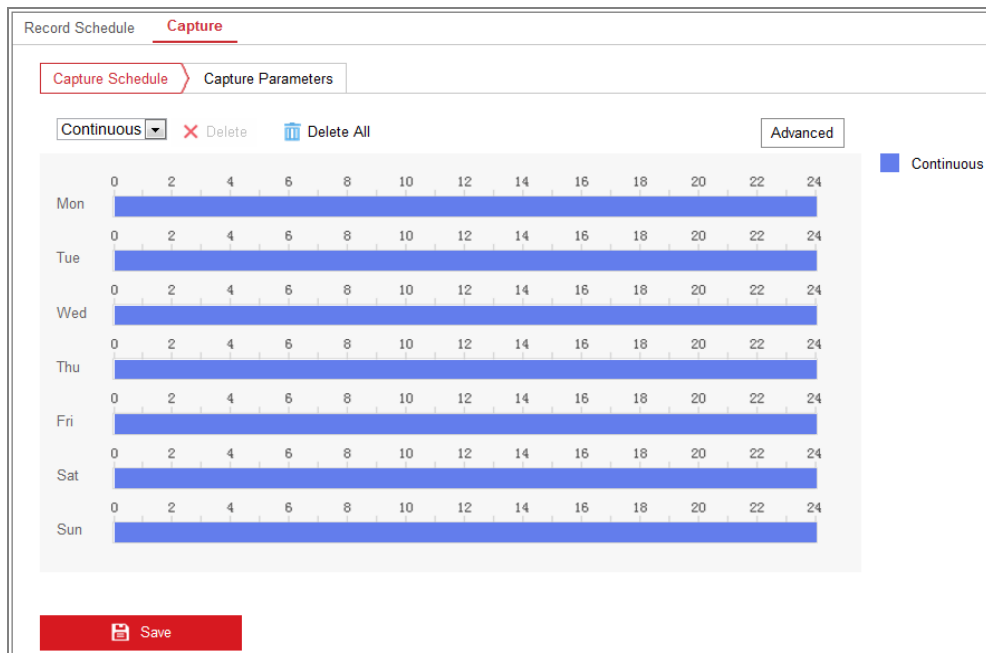 Record Schedule Capture
Capture Schedule Capture Parameters
Continuous Delete Delete All Advanced
Continuous
0 2 4 6 8 10 12 14 16 18 20 22 24
Mon
0 2 4 6 8 10 12 14 16 18 20 22 24
Tue
0 2 4 6 8 10 12 14 16 18 20 22 24
Wed
0 2 4 6 8 10 12 14 16 18 20 22 24
Thu
0 2 4 6 8 10 12 14 16 18 20 22 24
Fri
0 2 4 6 8 10 12 14 16 18 20 22 24
Sat
0 2 4 6 8 10 12 14 16 18 20 22 24
Sun
Save